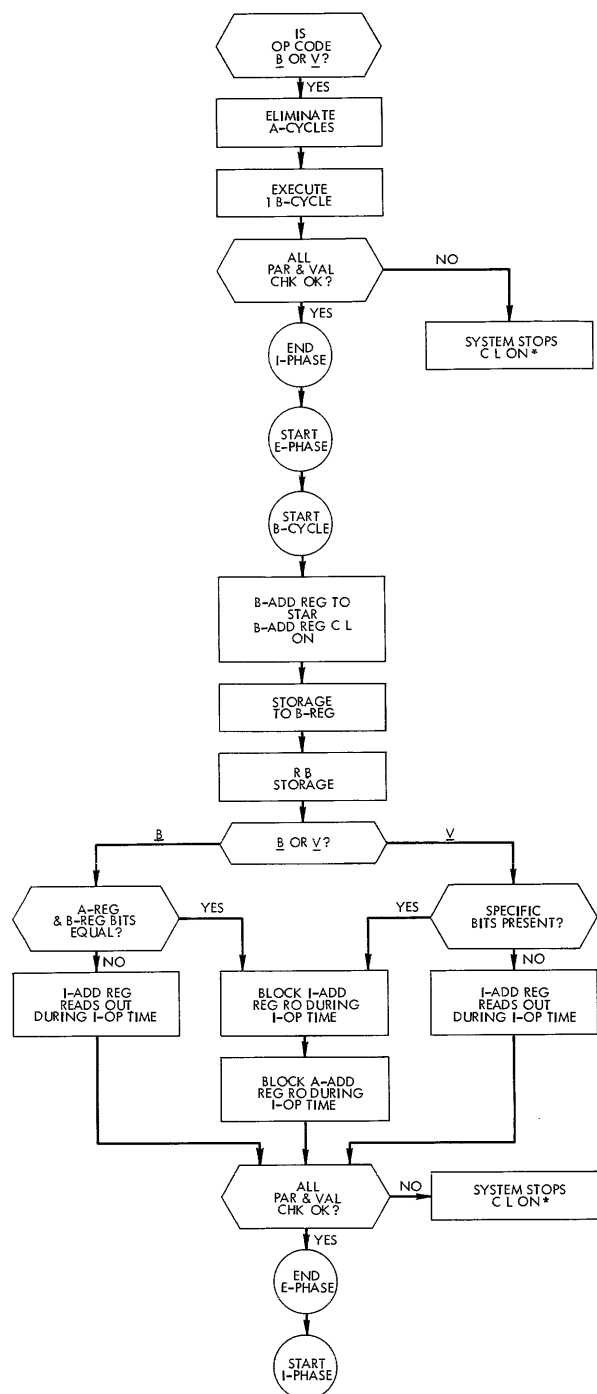 IS
OP CODE
B OR V?
YES
ELIMINATE
A-CYCLES
EXECUTE
1 B-CYCLE
ALL
PAR & VAL
CHK OK?
NO
YES
SYSTEM STOPS
C L ON *
END
I-PHASE
START
E-PHASE
START
B-CYCLE
B-ADD REG TO
STAR
B-ADD REG C L
ON
STORAGE
TO B-REG
R B
STORAGE
B
B OR V?
V
A-REG
& B-REG BITS
EQUAL?
YES
YES
SPECIFIC
BITS PRESENT?
NO
NO
I-ADD REG
READS OUT
DURING I-OP TIME
BLOCK I-ADD
REG RO DURING
I-OP TIME
I-ADD REG
READS OUT
DURING I-OP TIME
BLOCK A-ADD
REG RO DURING
I-OP TIME
ALL
PAR & VAL
CHK OK?
NO
SYSTEM STOPS
C L ON *
YES
END
E-PHASE
START
I-PHASE